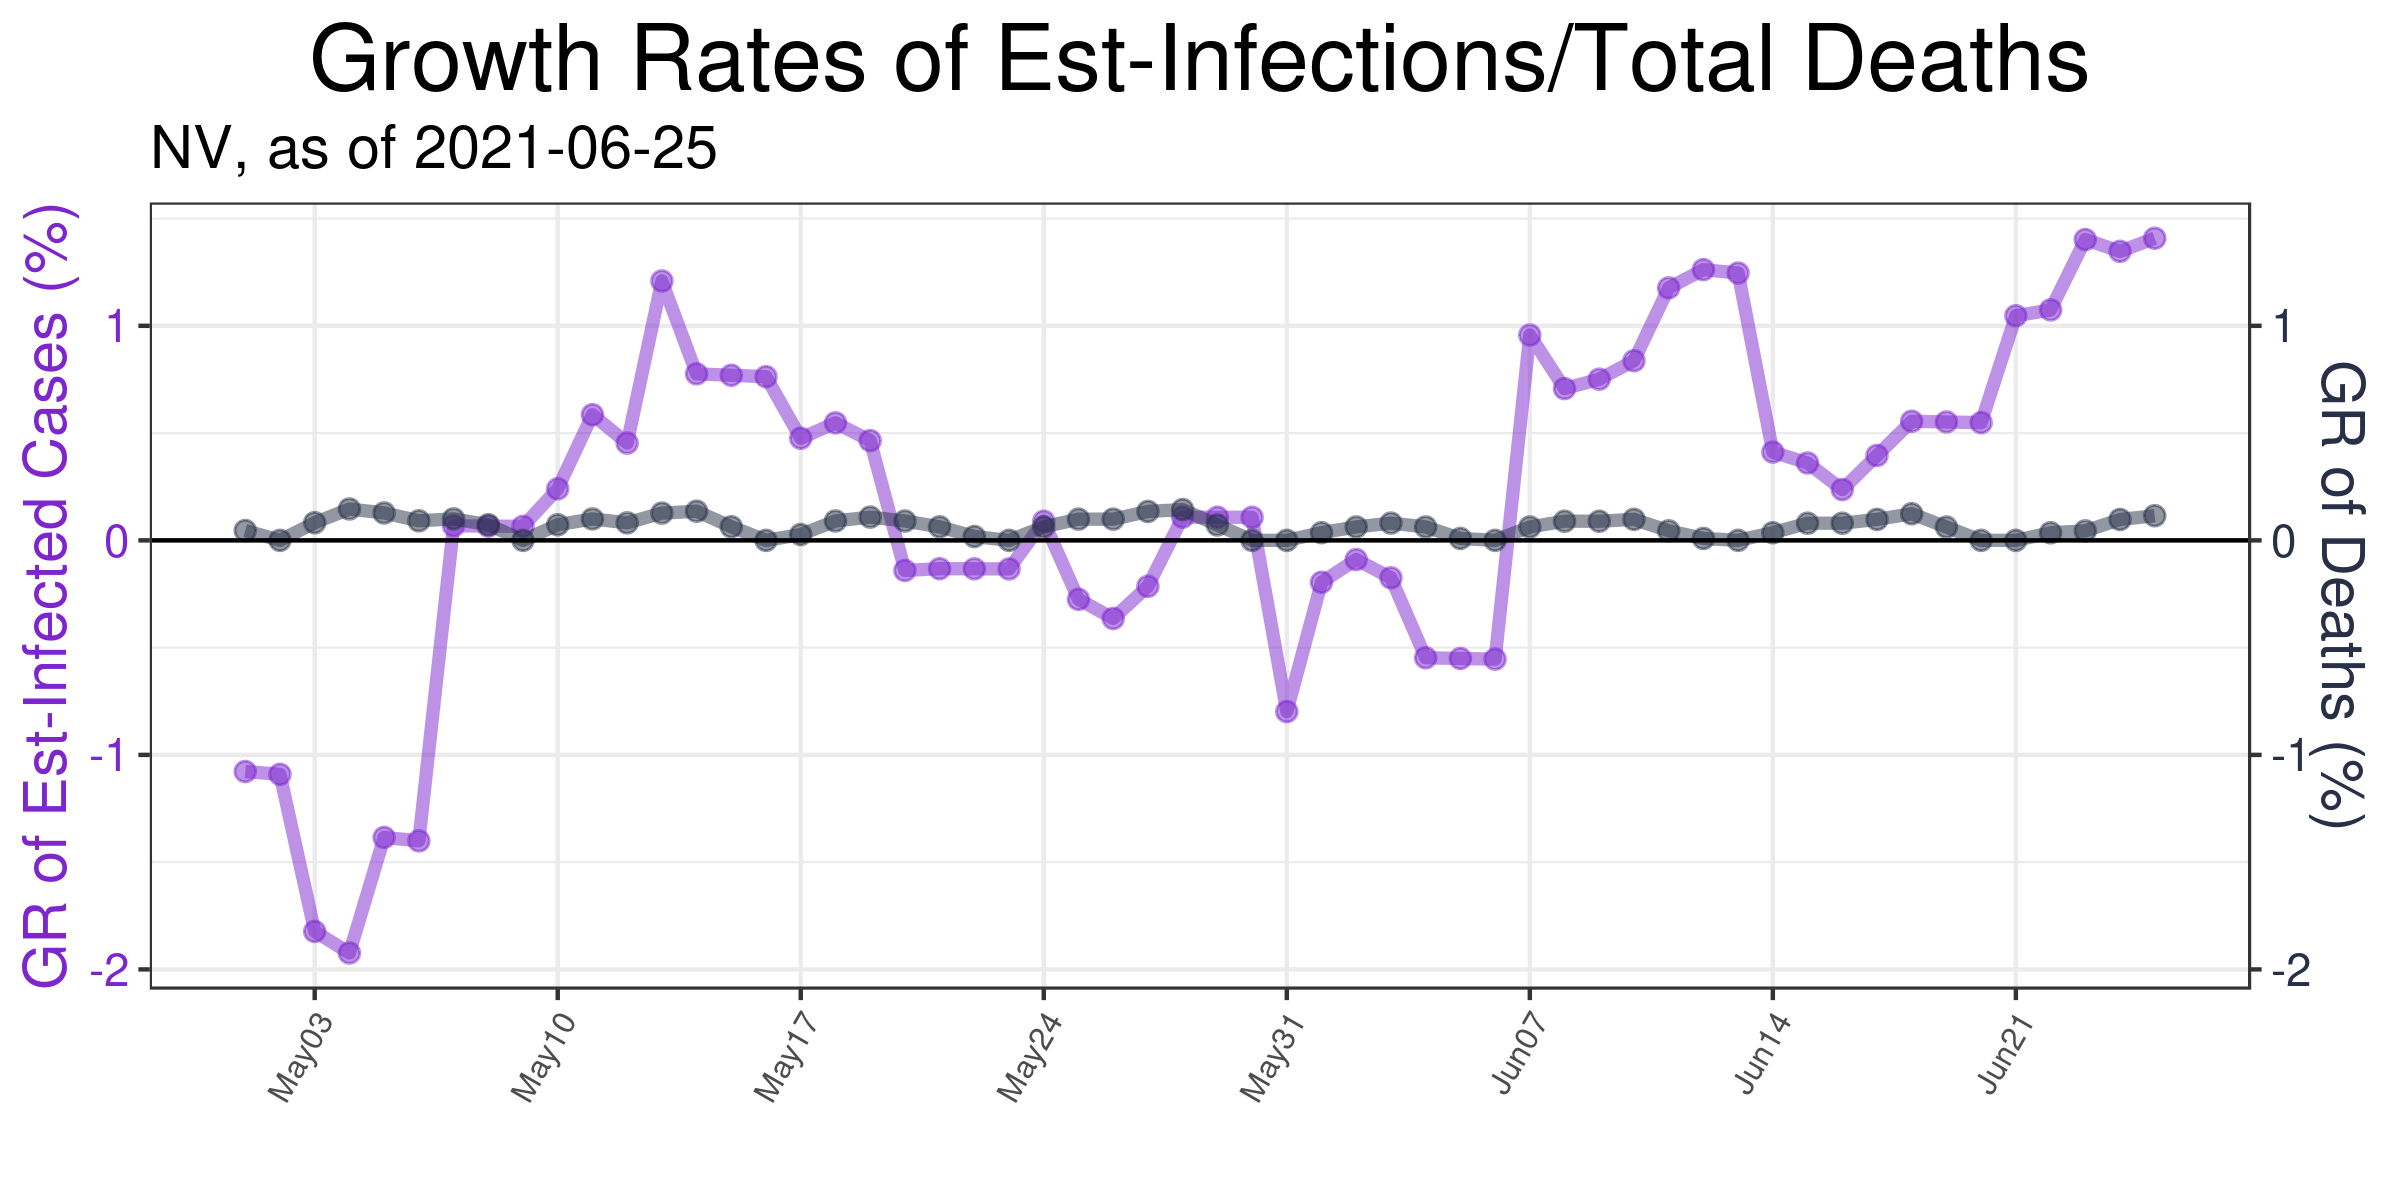 Growth Rates of Est-Infections/Total Deaths
NV, as of 2021-06-25
GR of Est-Infected Cases (%)
1
0
-1
-2
1
0
-1
-2
GR of Deaths (%)
May03
May10
May17
May24
May31
Jun07
Jun14
Jun21